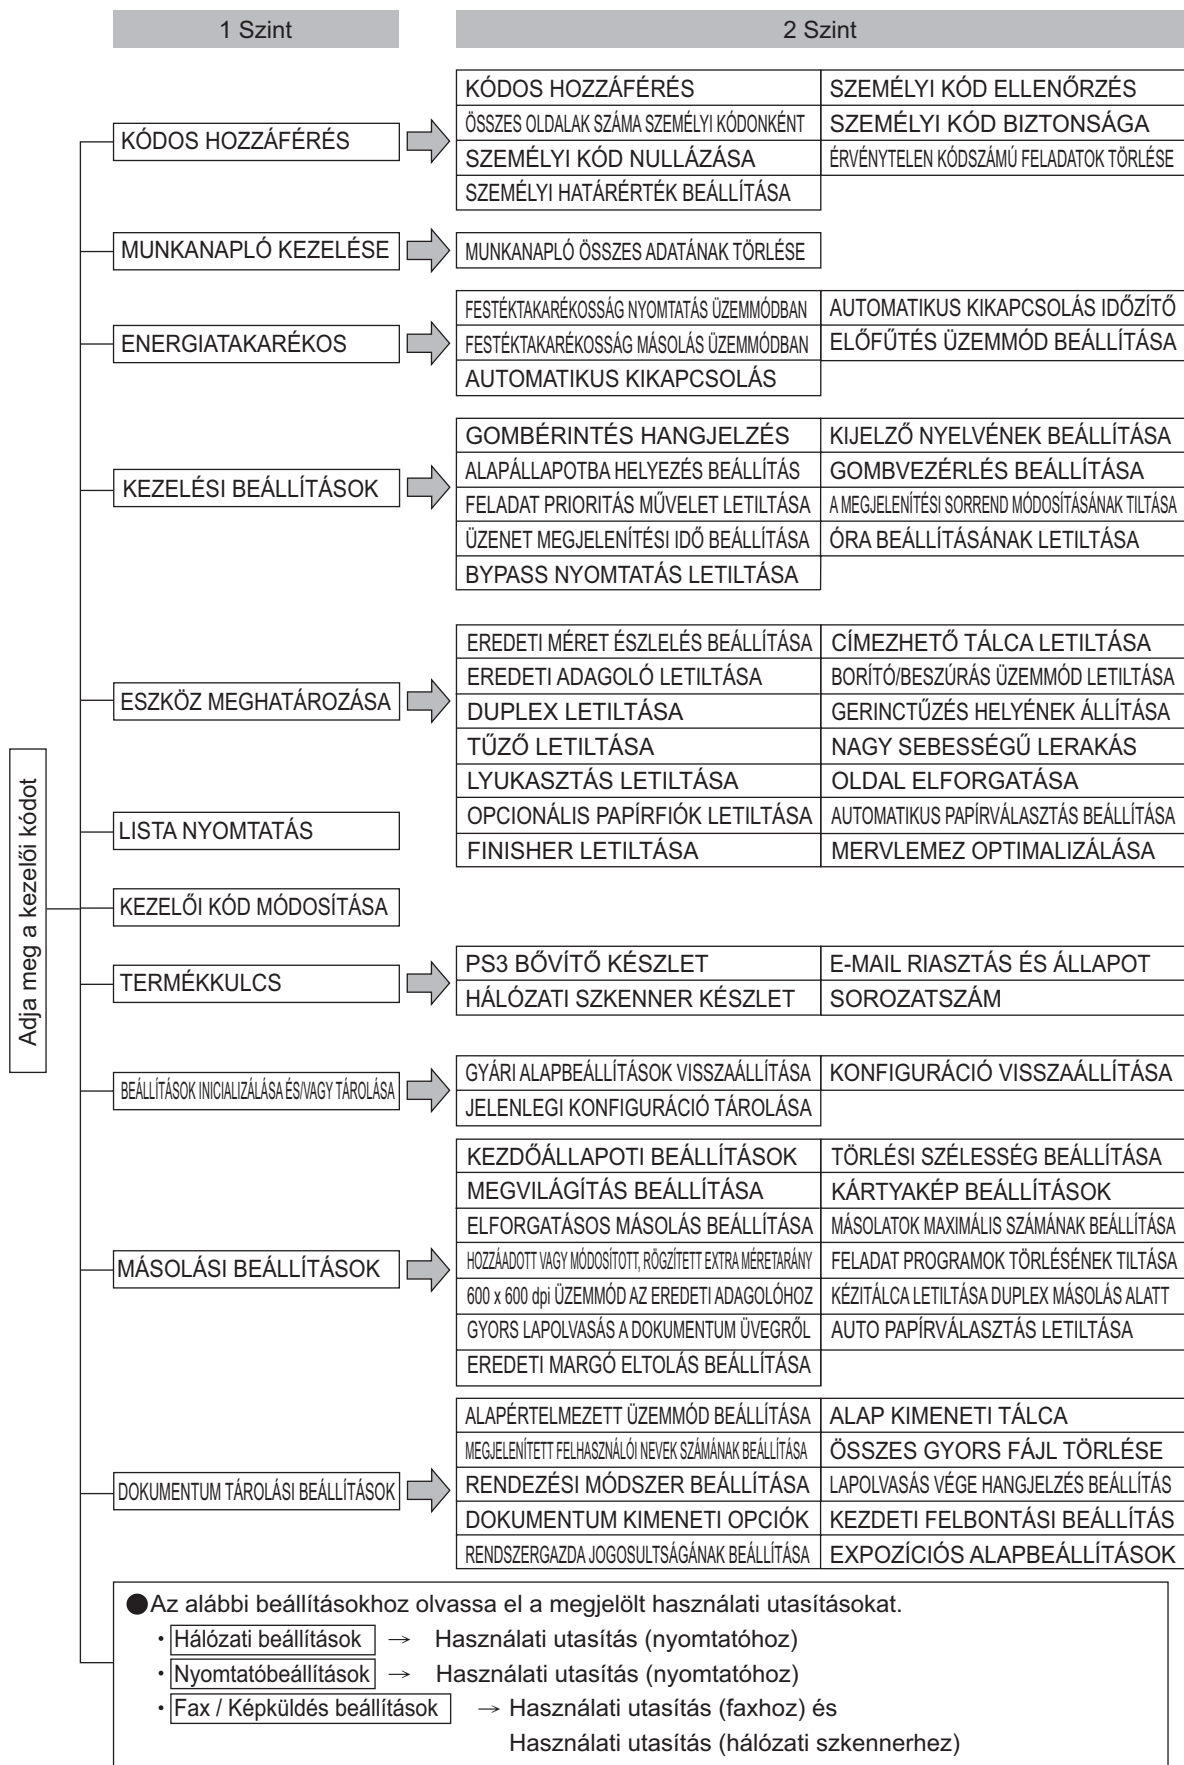 1 Szint
2 Szint
Adja meg a kezelői kódot
KÓDOS HOZZÁFÉRÉS
KÓDOS HOZZÁFÉRÉS
SZEMÉLYI KÓD ELLENŐRZÉS
ÖSSZES OLDALAK SZÁMA SZEMÉLYI KÓDONKÉNT
SZEMÉLYI KÓD BIZTONSÁGA
SZEMÉLYI KÓD NULLÁZÁSA
ÉRVÉNYTELEN KÓDSZÁMÚ FELADATOK TÖRLÉSE
SZEMÉLYI HATÁRÉRTÉK BEÁLLÍTÁSA
MUNKANAPLÓ KEZELÉSE
MUNKANAPLÓ ÖSSZES ADATÁNAK TÖRLÉSE
ENERGIATAKARÉKOS
FESTÉKTAKARÉKOSSÁG NYOMTATÁS ÜZEMMÓDBAN
AUTOMATIKUS KIKAPCSOLÁS IDŐZÍTŐ
FESTÉKTAKARÉKOSSÁG MÁSOLÁS ÜZEMMÓDBAN
ELŐFŰTÉS ÜZEMMÓD BEÁLLÍTÁSA
AUTOMATIKUS KIKAPCSOLÁS
KEZELÉSI BEÁLLÍTÁSOK
GOMBÉRINTÉS HANGJELZÉS
KIJELZŐ NYELVÉNEK BEÁLLÍTÁSA
ALAPÁLLAPOTBA HELYEZÉS BEÁLLÍTÁS
GOMBVEZÉRLÉS BEÁLLÍTÁSA
FELADAT PRIORITÁS MŰVELET LETILTÁSA
A MEGJELENÍTÉSI SORREND MÓDOSÍTÁSÁNAK TILTÁSA
ÜZENET MEGJELENÍTÉSI IDŐ BEÁLLÍTÁSA
ÓRA BEÁLLÍTÁSÁNAK LETILTÁSA
BYPASS NYOMTATÁS LETILTÁSA
ESZKÖZ MEGHATÁROZÁSA
EREDETI MÉRET ÉSZLELÉS BEÁLLÍTÁSA
CÍMEZHETŐ TÁLCA LETILTÁSA
EREDETI ADAGOLÓ LETILTÁSA
BORÍTÓ/BESZÚRÁS ÜZEMMÓD LETILTÁSA
DUPLEX LETILTÁSA
GERINCTŰZÉS HELYÉNEK ÁLLÍTÁSA
TŰZŐ LETILTÁSA
NAGY SEBESSÉGŰ LERAKÁS
LYUKASZTÁS LETILTÁSA
OLDAL ELFORGATÁSA
OPCIONÁLIS PAPÍRFIÓK LETILTÁSA
AUTOMATIKUS PAPÍRVÁLASZTÁS BEÁLLÍTÁSA
FINISHER LETILTÁSA
MERVLEMEZ OPTIMALIZÁLÁSA
LISTA NYOMTATÁS
KEZELŐI KÓD MÓDOSÍTÁSA
TERMÉKKULCS
PS3 BŐVÍTŐ KÉSZLET
E-MAIL RIASZTÁS ÉS ÁLLAPOT
HÁLÓZATI SZKENNER KÉSZLET
SOROZATSZÁM
BEÁLLÍTÁSOK INICIALIZÁLÁSA ÉS/VAGY TÁROLÁSA
GYÁRI ALAPBEÁLLÍTÁSOK VISSZAÁLLÍTÁSA
KONFIGURÁCIÓ VISSZAÁLLÍTÁSA
JELENLEGI KONFIGURÁCIÓ TÁROLÁSA
MÁSOLÁSI BEÁLLÍTÁSOK
KEZDŐÁLLAPOTI BEÁLLÍTÁSOK
TÖRLÉSI SZÉLESSÉG BEÁLLÍTÁSA
MEGVILÁGÍTÁS BEÁLLÍTÁSA
KÁRTYAKÉP BEÁLLÍTÁSOK
ELFORGATÁSOS MÁSOLÁS BEÁLLÍTÁSA
MÁSOLATOK MAXIMÁLIS SZÁMÁNAK BEÁLLÍTÁSA
HOZZÁADOTT VAGY MÓDOSÍTOTT, RÖGZÍTETT EXTRA MÉRETARÁNY
FELADAT PROGRAMOK TÖRLÉSÉNEK TILTÁSA
600 x 600 dpi ÜZEMMÓD AZ EREDETI ADAGOLÓHOZ
KÉZITÁLCA LETILTÁSA DUPLEX MÁSOLÁS ALATT
GYORS LAPOLVASÁS A DOKUMENTUM ÜVEGRŐL
AUTO PAPÍRVÁLASZTÁS LETILTÁSA
EREDETI MARGÓ ELTOLÁS BEÁLLÍTÁSA
DOKUMENTUM TÁROLÁSI BEÁLLÍTÁSOK
ALAPÉRTELMEZETT ÜZEMMÓD BEÁLLÍTÁSA
ALAP KIMENETI TÁLCA
MEGJELENÍTETT FELHASZNÁLÓI NEVEK SZÁMÁNAK BEÁLLÍTÁSA
ÖSSZES GYORS FÁJL TÖRLÉSE
RENDEZÉSI MÓDSZER BEÁLLÍTÁSA
LAPOLVASÁS VÉGE HANGJELZÉS BEÁLLÍTÁS
DOKUMENTUM KIMENETI OPCIÓK
KEZDETI FELBONTÁSI BEÁLLÍTÁS
RENDSZERGAZDA JOGOSULTSÁGÁNAK BEÁLLÍTÁSA
EXPOZÍCIÓS ALAPBEÁLLÍTÁSOK
●Az alábbi beállításokhoz olvassa el a megjelölt használati utasításokat.
・Hálózati beállítások → Használati utasítás (nyomtatóhoz)
・Nyomtatóbeállítások → Használati utasítás (nyomtatóhoz)
・Fax / Képküldés beállítások → Használati utasítás (faxhoz) és
Használati utasítás (hálózati szkennerhez)